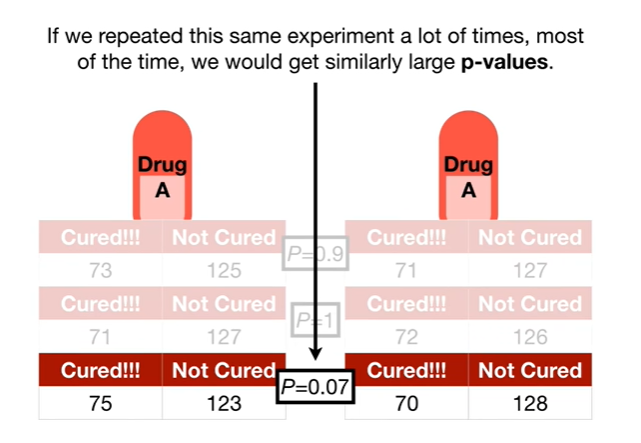 If we repeated this same experiment a lot of times, most
of the time, we would get similarly large p-values.
Drug
A
Drug
A
Cured!!! Not Cured P=0.9 Cured!!! Not Cured
73 125 71 127
Cured!!! Not Cured P=1 Cured!!! Not Cured
71 127 72 126
Cured!!! Not Cured P=0.07 Cured!!! Not Cured
75 123 70 128